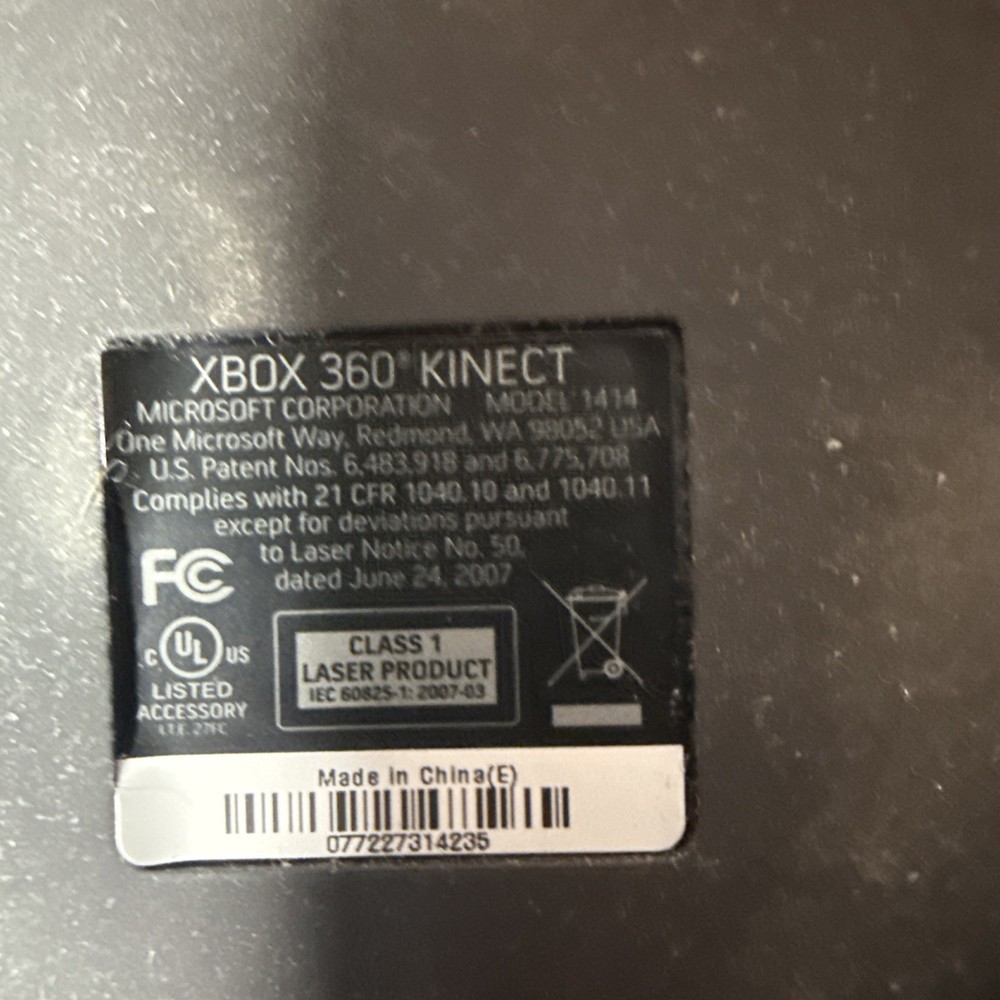 XBOX 360® KINECT
MICROSOFT CORPORATION MODEL 1414
One Microsoft Way, Redmond, WA 98052 USA
U.S. Patent Nos. 6,483,918 and 6,775,708
Complies with 21 CFR 1040.10 and 1040.11
except for deviations pursuant
to Laser Notice No. 50,
dated June 24, 2007
FC
C UL US
LISTED
ACCESSORY
I.T.E. 27FC
CLASS 1
LASER PRODUCT
IEC 60825-1: 2007-03
Made in China(E)
077227314235